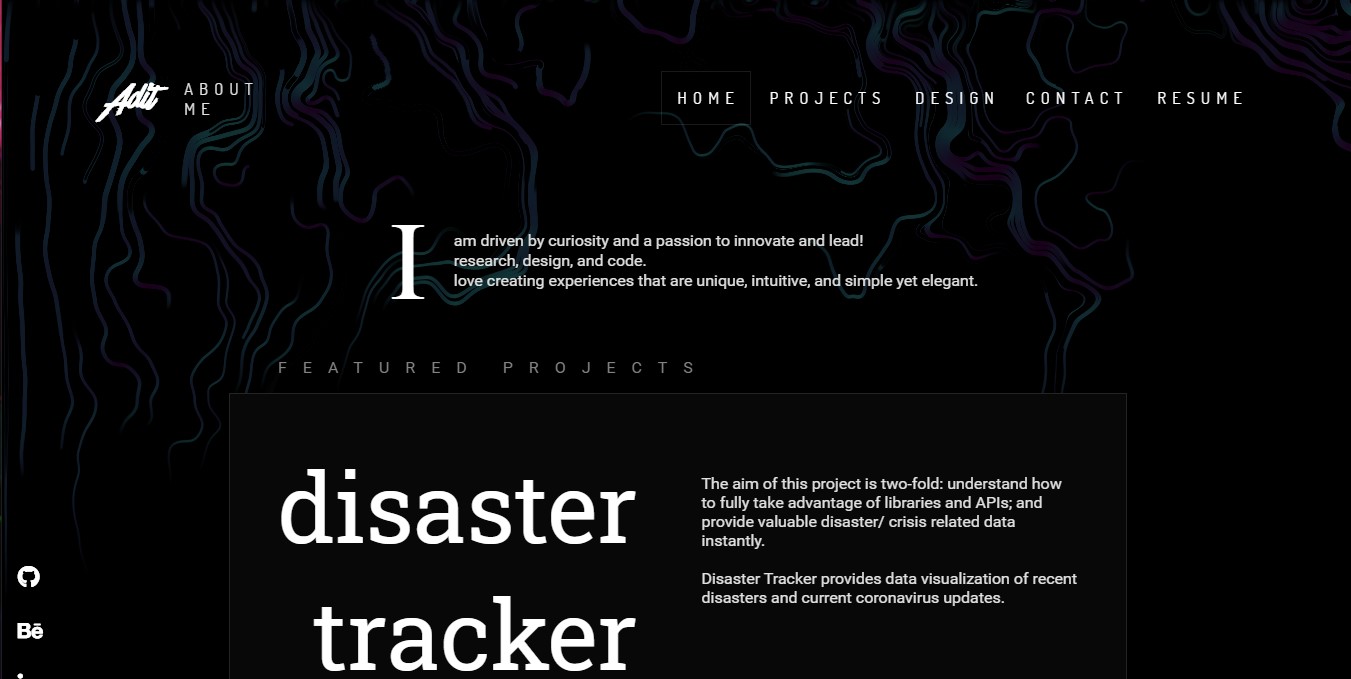 Adit
ABOUT
ME
HOME PROJECTS DESIGN CONTACT RESUME
I
am driven by curiosity and a passion to innovate and lead!
research, design, and code.
love creating experiences that are unique, intuitive, and simple yet elegant.
FEATURED PROJECTS
disaster
tracker
The aim of this project is two-fold: understand how
to fully take advantage of libraries and APIs; and
provide valuable disaster/ crisis related data
instantly.
Disaster Tracker provides data visualization of recent
disasters and current coronavirus updates.
Bē